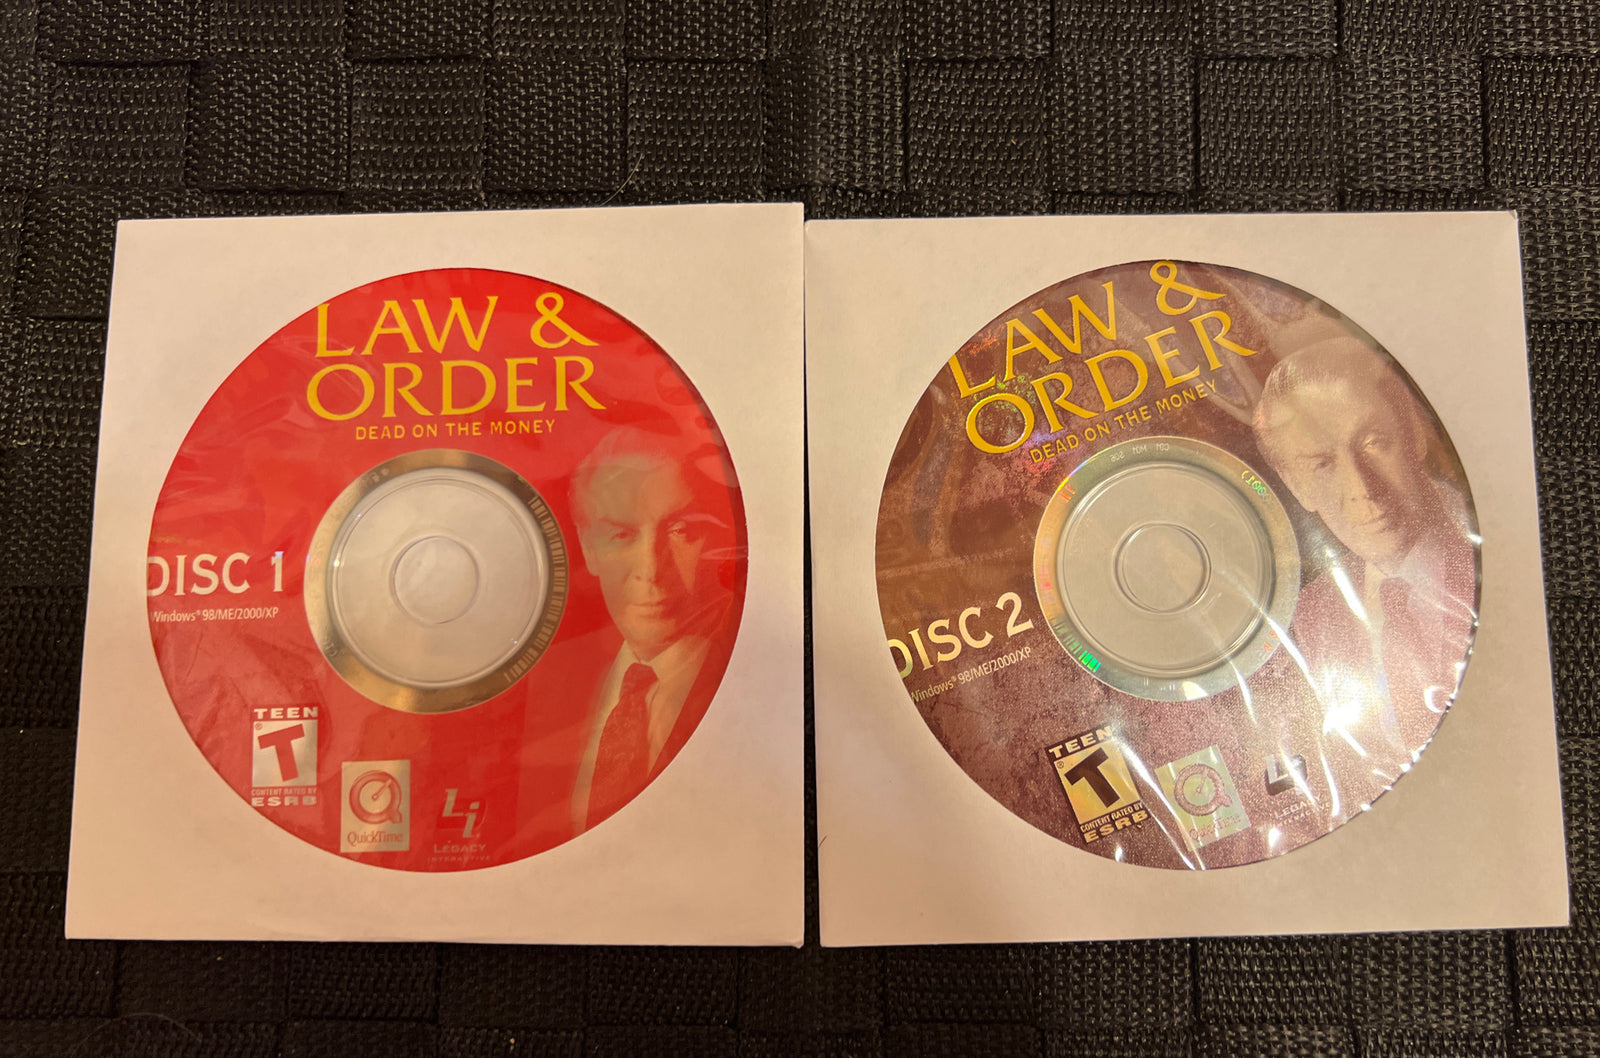 LAW &
ORDER
DEAD ON THE MONEY
DISC 1
Windows® 98/ME/2000/XP
TEEN
T
®
CONTENT RATED BY
ESRB
QuickTime
Li
LEGACY
INTERACTIVE
LAW &
ORDER
DEAD ON THE MONEY
DISC 2
Windows® 98/ME/2000/XP
TEEN
T
®
CONTENT RATED BY
ESRB
QuickTime